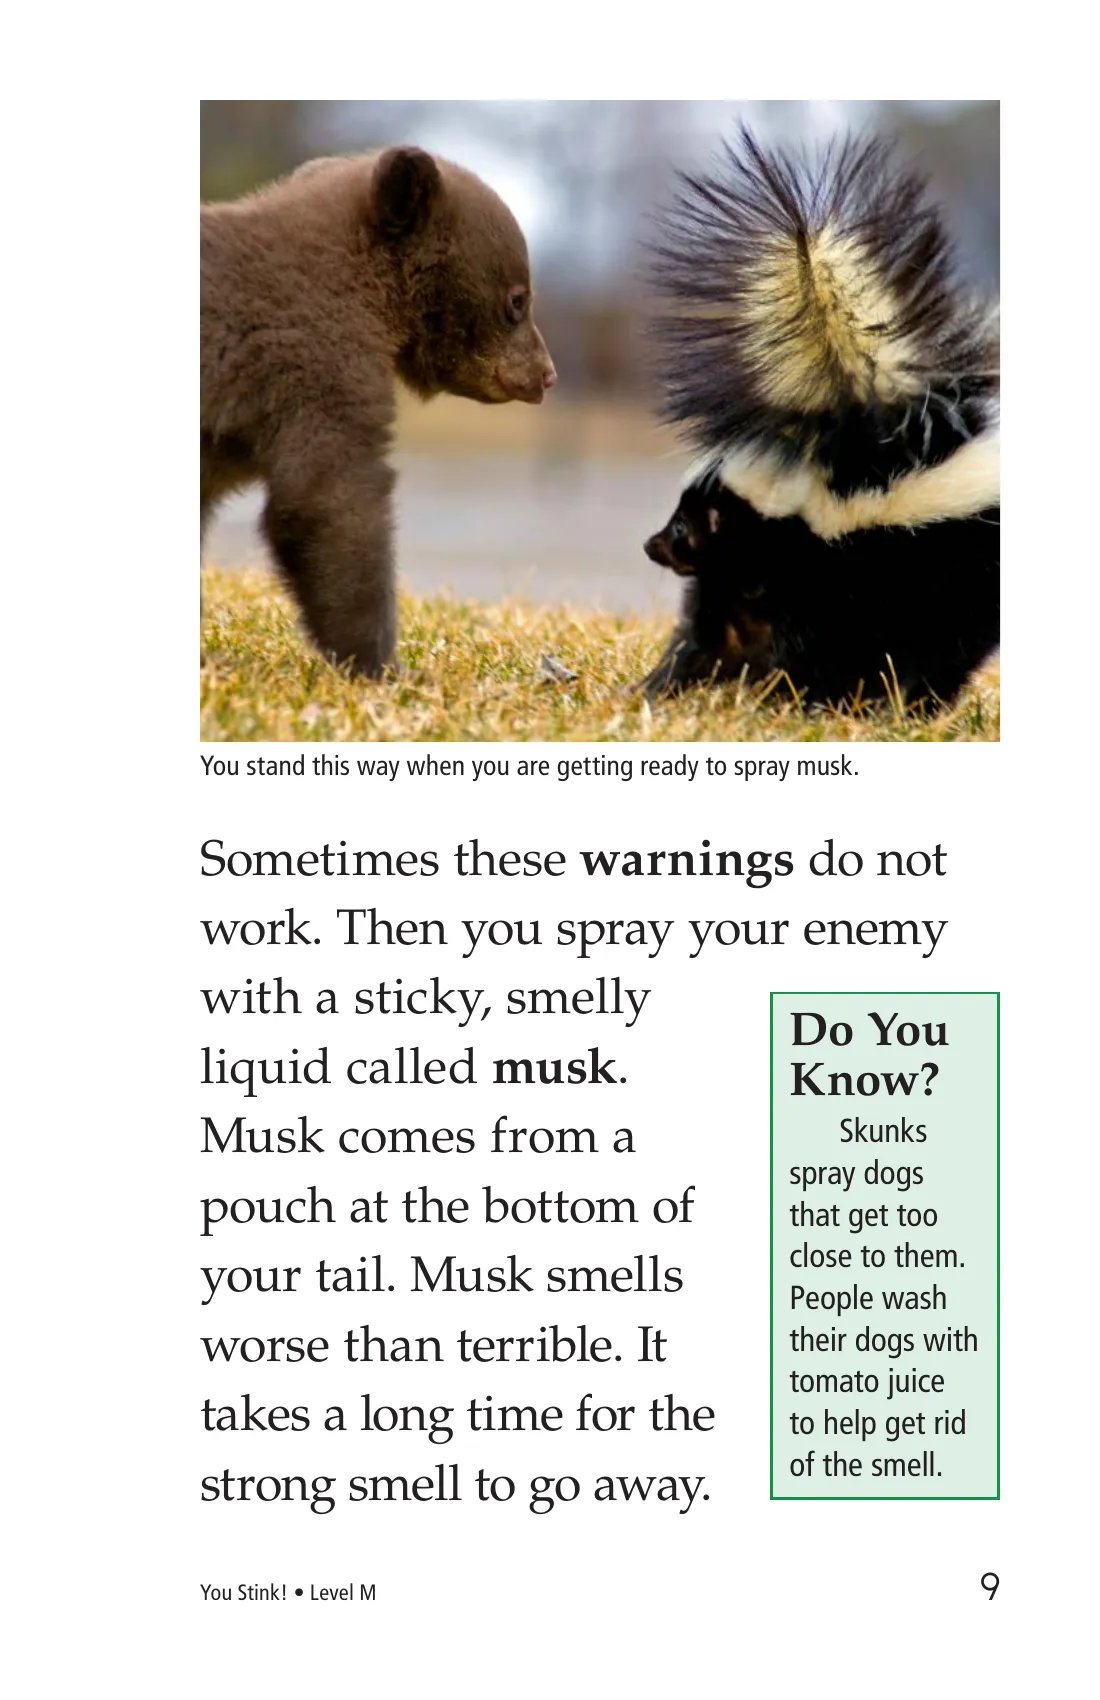 You stand this way when you are getting ready to spray musk.
Sometimes these warnings do not
work. Then you spray your enemy
with a sticky, smelly
liquid called musk.
Musk comes from a
pouch at the bottom of
your tail. Musk smells
worse than terrible. It
takes a long time for the
strong smell to go away.
Do You
Know?
Skunks
spray dogs
that get too
close to them.
People wash
their dogs with
tomato juice
to help get rid
of the smell.
You Stink! • Level M
9